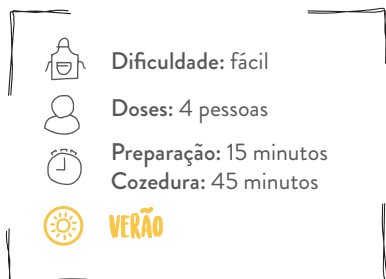 Dificuldade: fácil
Doses: 4 pessoas
Preparação: 15 minutos
Cozedura: 45 minutos
VERÃO